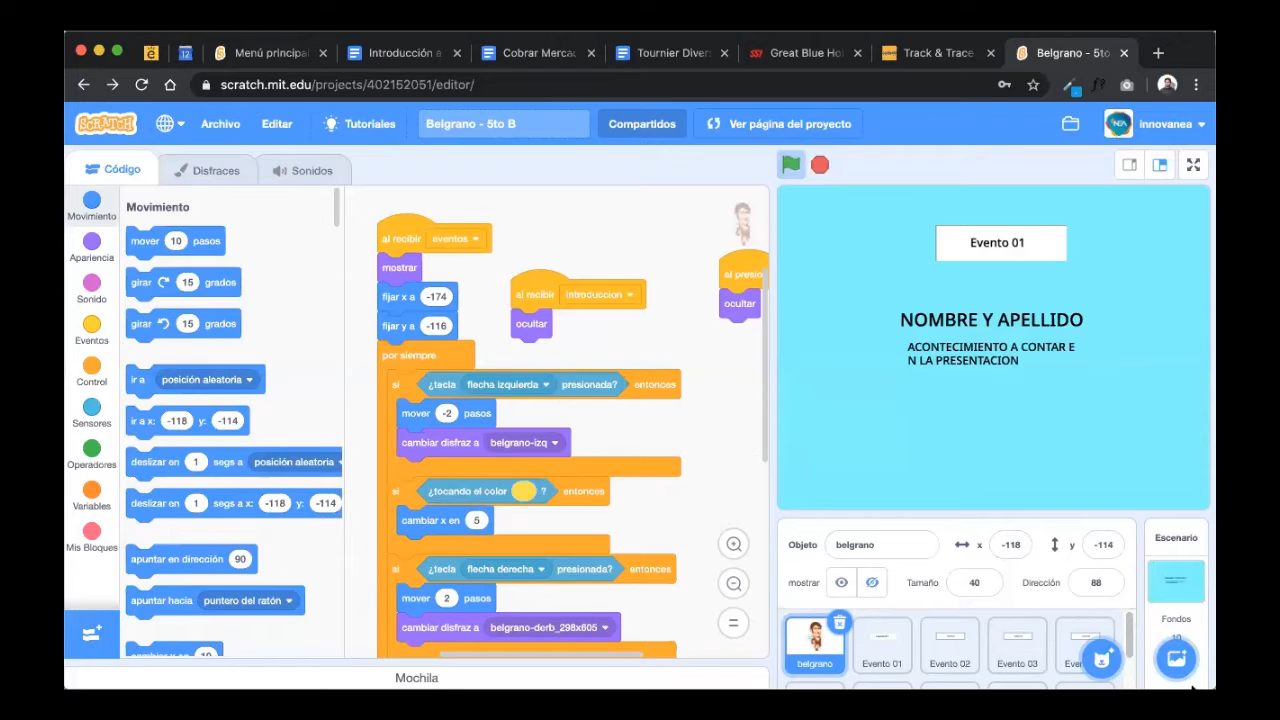 Menú principa
Introducción a
Cobrar Merca
Tournier Diver
Great Blue Ho
Track & Trace
Belgrano - 5to
scratch.mit.edu/projects/402152051/editor/
SCRATCH
Archivo
Editar
Tutoriales
Belgrano - 5to B
Compartidos
Ver página del proyecto
innovanea
Código
Disfraces
Sonidos
Movimiento
Apariencia
Sonido
Eventos
Control
Sensores
Operadores
Variables
Mis Bloques
Movimiento
mover 10 pasos
girar 15 grados
girar 15 grados
ir a posición aleatoria
ir a x: -118 y: -114
deslizar en 1 segs a posición aleatoria
deslizar en 1 segs a x: -118 y: -114
apuntar en dirección 90
apuntar hacia puntero del ratón
cambiar x en 10
al recibir eventos
mostrar
fijar x a -174
fijar y a -116
por siempre
si ¿tecla flecha izquierda presionada? entonces
mover -2 pasos
cambiar disfraz a belgrano-izq
si ¿tocando el color ? entonces
cambiar x en 5
si ¿tecla flecha derecha presionada? entonces
mover 2 pasos
cambiar disfraz a belgrano-derb_298x605
al recibir Introduccion
ocultar
al presio
ocultar
Evento 01
NOMBRE Y APELLIDO
ACONTECIMIENTO A CONTAR E
N LA PRESENTACION
Objeto belgrano x -118 y -114
mostrar Tamaño 40 Dirección 88
belgrano
Evento 01
Evento 02
Evento 03
Escenario
Fondos
Mochila